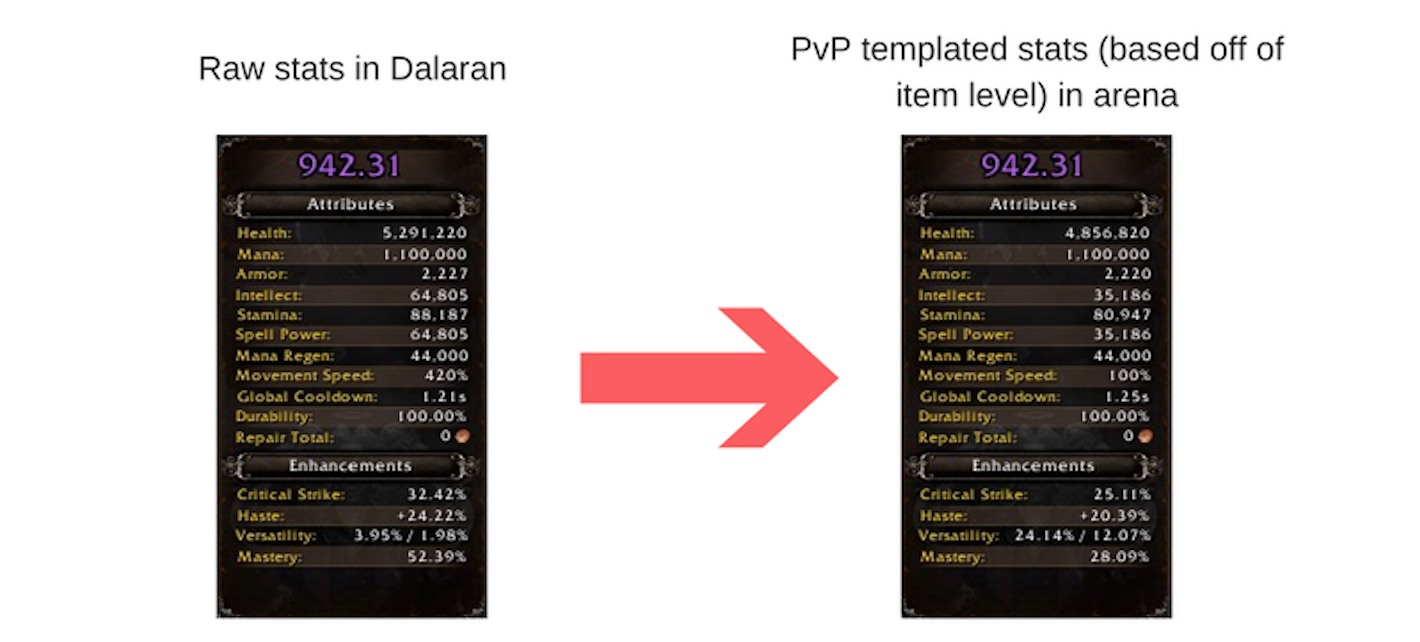 Raw stats in Dalaran
PvP templated stats (based off of
item level) in arena
942.31
Attributes
Health: 5,291,220
Mana: 1,100,000
Armor: 2,227
Intellect: 64,805
Stamina: 88,187
Spell Power: 64,805
Mana Regen: 44,000
Movement Speed: 420%
Global Cooldown: 1.21s
Durability: 100.00%
Repair Total: 0
Enhancements
Critical Strike: 32.42%
Haste: +24.22%
Versatility: 3.95% / 1.98%
Mastery: 52.39%
942.31
Attributes
Health: 4,856,820
Mana: 1,100,000
Armor: 2,220
Intellect: 35,186
Stamina: 80,947
Spell Power: 35,186
Mana Regen: 44,000
Movement Speed: 100%
Global Cooldown: 1.25s
Durability: 100.00%
Repair Total: 0
Enhancements
Critical Strike: 25.11%
Haste: +20.39%
Versatility: 24.14% / 12.07%
Mastery: 28.09%